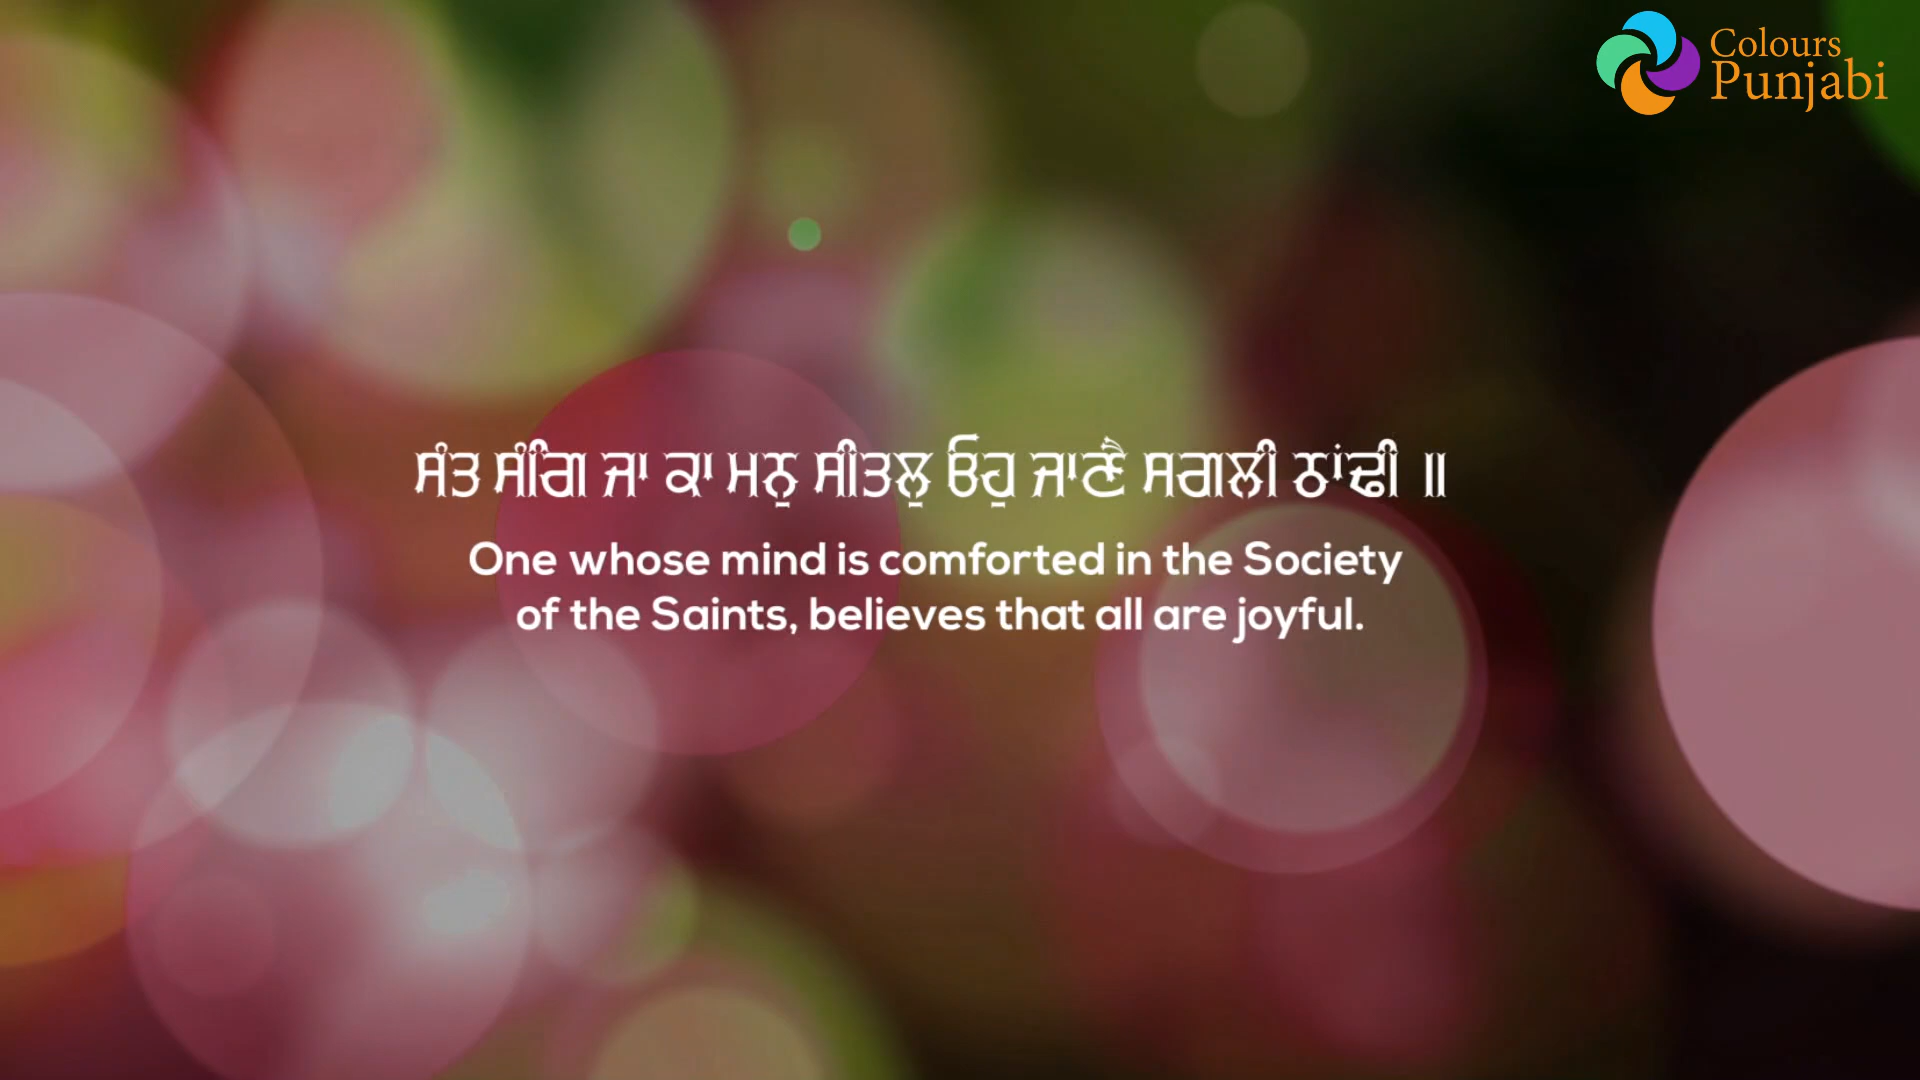 Colours
Punjabi
ਸੰਤ ਸੰਗਿ ਜਾ ਕਾ ਮਨੁ ਸੀਤਲੁ ਓਹੁ ਜਾਣੈ ਸਗਲੀ ਠਾਂਢੀ ॥
One whose mind is comforted in the Society
of the Saints, believes that all are joyful.